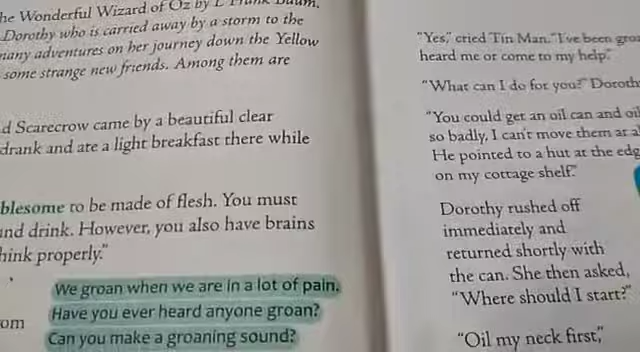 he Wonderful Wizard of Oz by L Frank Baum,
Dorothy who is carried away by a storm to the
many adventures on her journey down the Yellow
some strange new friends. Among them are
d Scarecrow came by a beautiful clear
drank and ate a light breakfast there while
blesome to be made of flesh. You must
and drink. However, you also have brains
hink properly."
We groan when we are in a lot of pain.
Have you ever heard anyone groan?
om
Can you make a groaning sound?
"Yes," cried Tin Man, "I've been groa
heard me or come to my help."
"What can I do for you?" Doroth
"You could get an oil can and oil
so badly, I can't move them at a
He pointed to a hut at the edg
on my cottage shelf."
Dorothy rushed off
immediately and
returned shortly with
the can. She then asked,
"Where should I start?"
"Oil my neck first,"